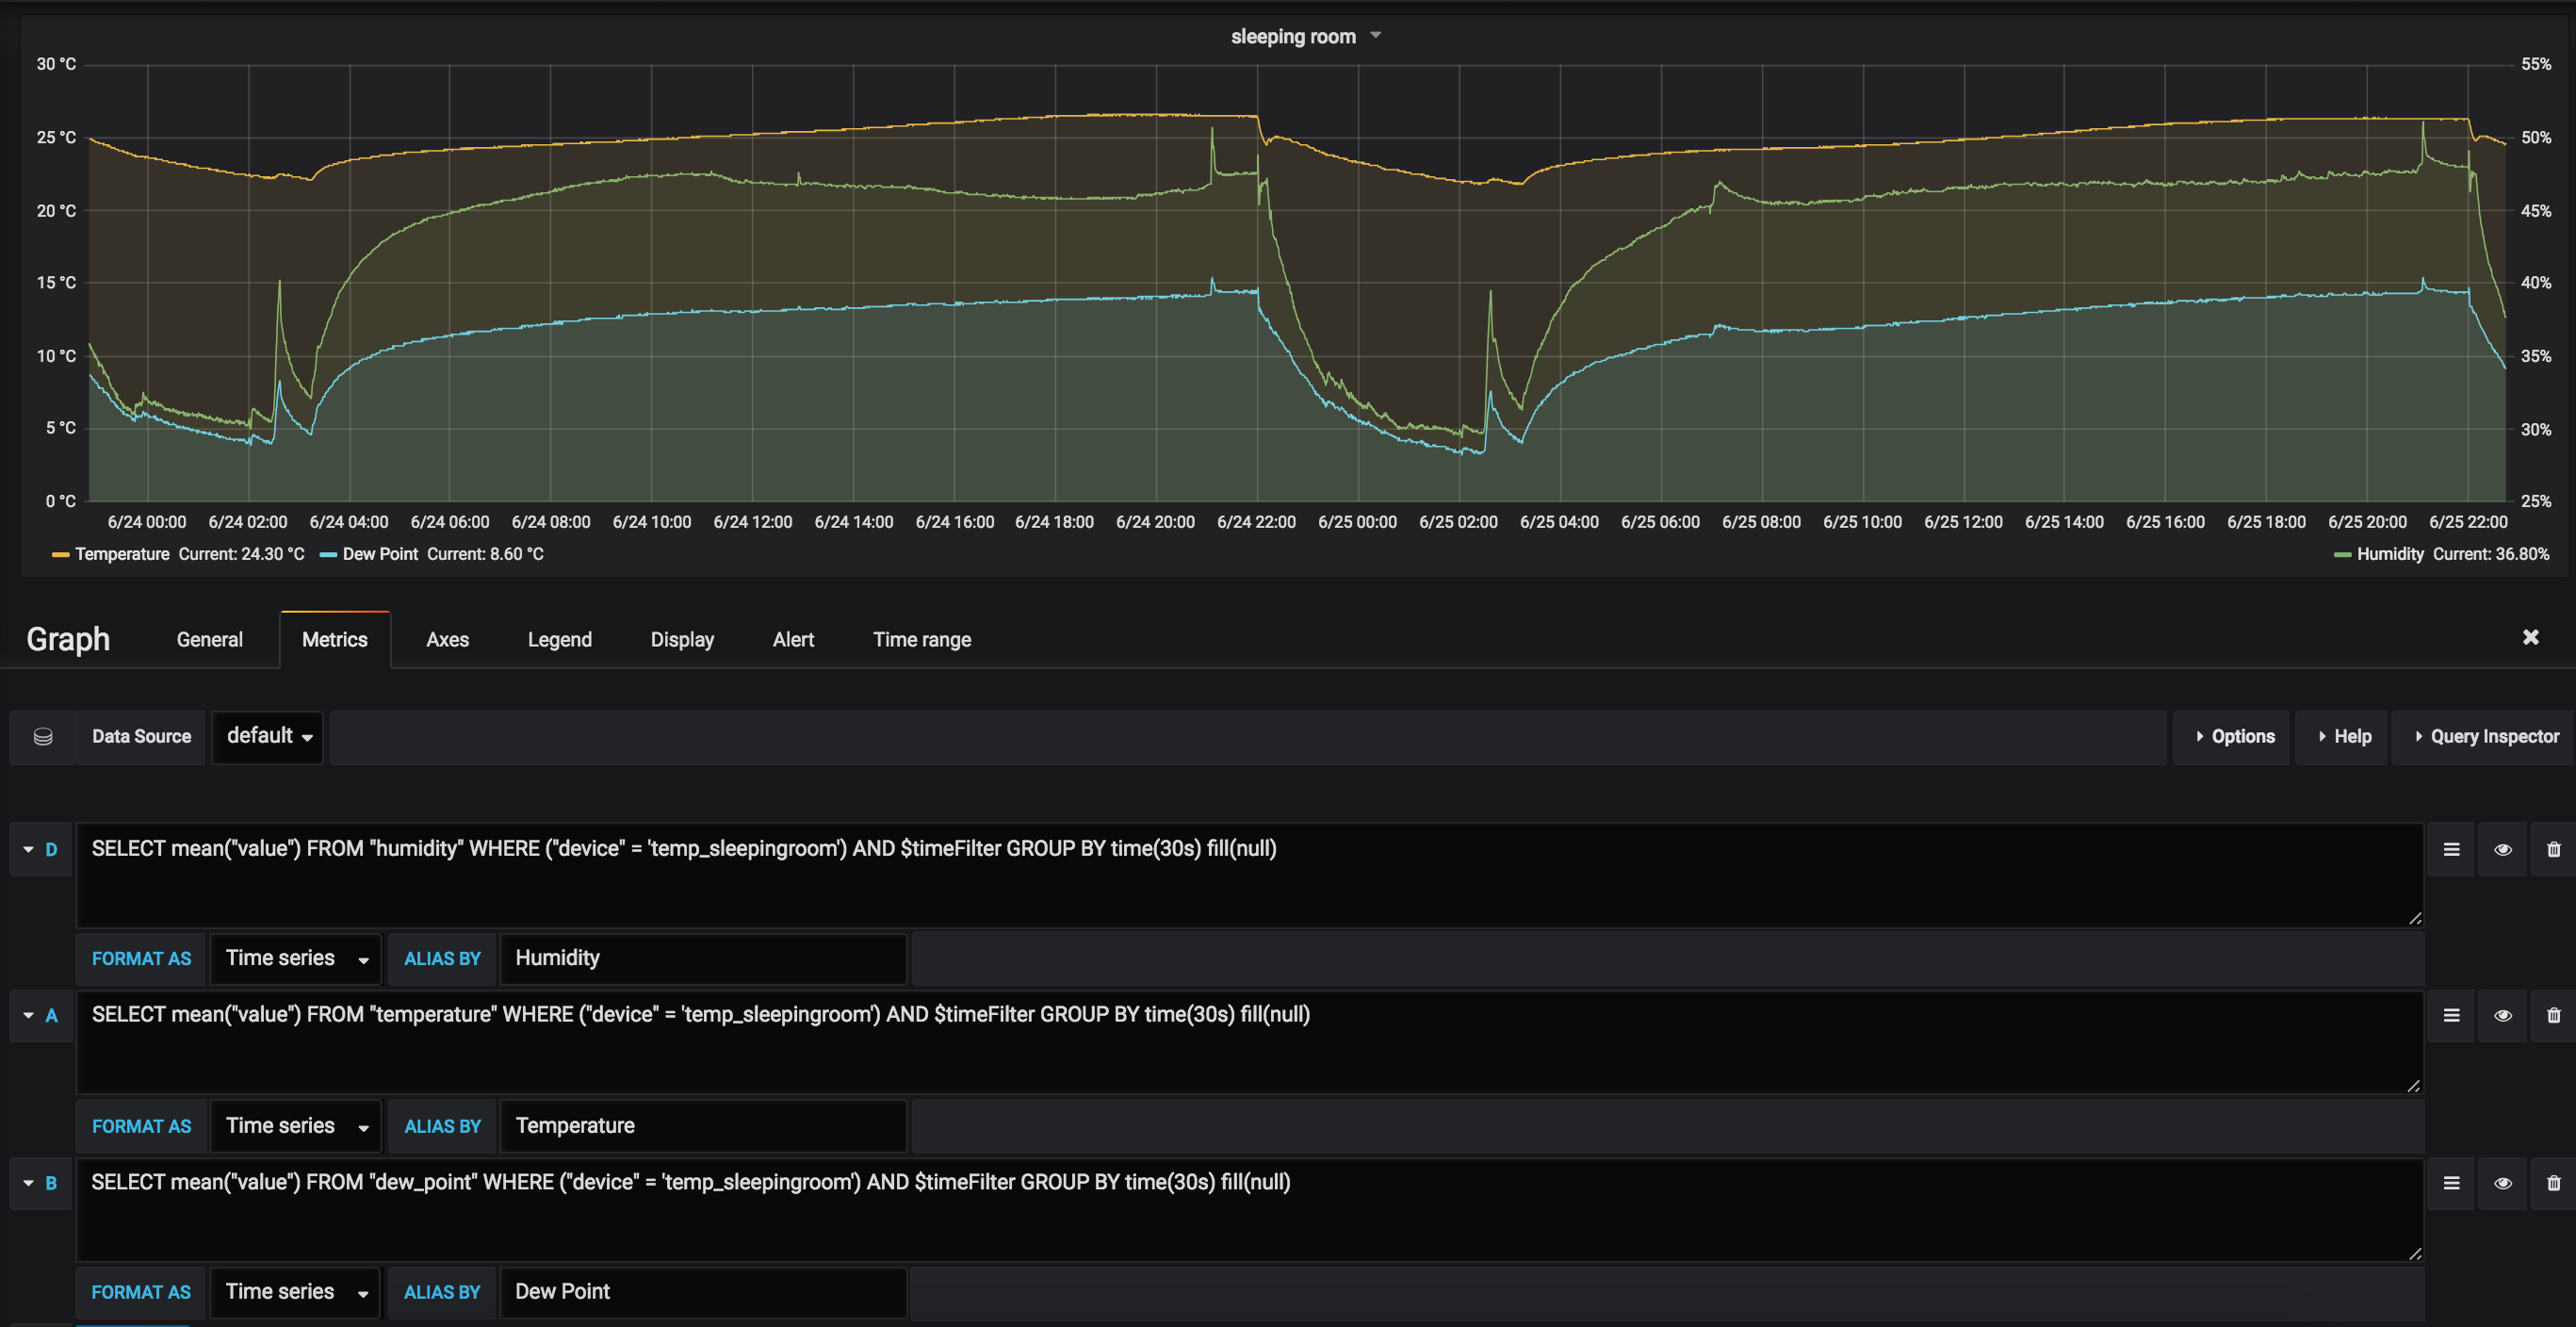 sleeping room
30 °C
25 °C
20 °C
15 °C
10 °C
5 °C
0 °C
55%
50%
45%
40%
35%
30%
25%
6/24 00:00 6/24 02:00 6/24 04:00 6/24 06:00 6/24 08:00 6/24 10:00 6/24 12:00 6/24 14:00 6/24 16:00 6/24 18:00 6/24 20:00 6/24 22:00 6/25 00:00 6/25 02:00 6/25 04:00 6/25 06:00 6/25 08:00 6/25 10:00 6/25 12:00 6/25 14:00 6/25 16:00 6/25 18:00 6/25 20:00 6/25 22:00
Temperature Current: 24.30 °C Dew Point Current: 8.60 °C Humidity Current: 36.80%
Graph General Metrics Axes Legend Display Alert Time range
Data Source default Options Help Query Inspector
D SELECT mean("value") FROM "humidity" WHERE ("device" = 'temp_sleepingroom') AND $timeFilter GROUP BY time(30s) fill(null)
FORMAT AS Time series ALIAS BY Humidity
A SELECT mean("value") FROM "temperature" WHERE ("device" = 'temp_sleepingroom') AND $timeFilter GROUP BY time(30s) fill(null)
FORMAT AS Time series ALIAS BY Temperature
B SELECT mean("value") FROM "dew_point" WHERE ("device" = 'temp_sleepingroom') AND $timeFilter GROUP BY time(30s) fill(null)
FORMAT AS Time series ALIAS BY Dew Point